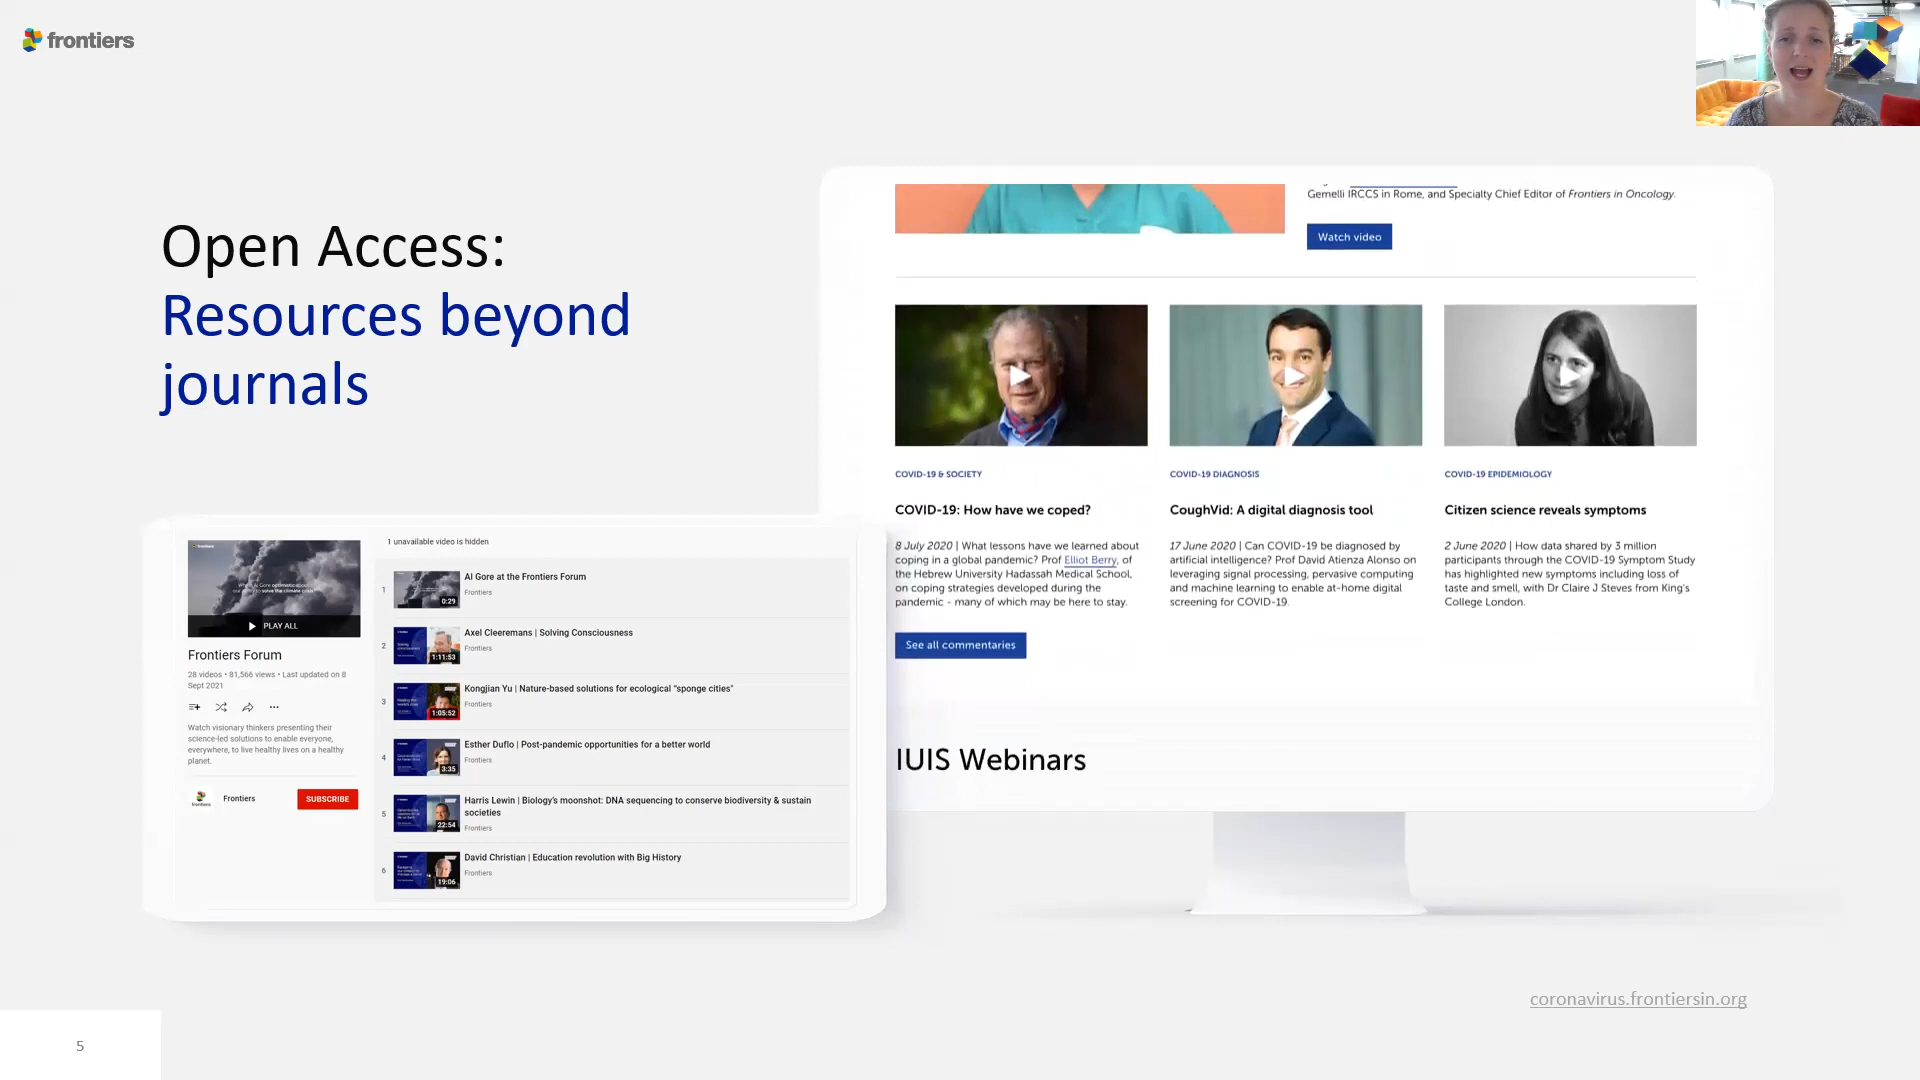 frontiers
Open Access:
Resources beyond
journals
Gemelli IRCCS in Rome, and Specialty Chief Editor of Frontiers in Oncology.
Watch video
COVID-19 & SOCIETY
COVID-19: How have we coped?
8 July 2020 | What lessons have we learned about
coping in a global pandemic? Prof Elliot Berry, of
the Hebrew University Hadassah Medical School,
on coping strategies developed during the
pandemic - many of which may be here to stay.
See all commentaries
COVID-19 DIAGNOSIS
CoughVid: A digital diagnosis tool
17 June 2020 | Can COVID-19 be diagnosed by
artificial intelligence? Prof David Atienza Alonso on
leveraging signal processing, pervasive computing
and machine learning to enable at-home digital
screening for COVID-19.
COVID-19 EPIDEMIOLOGY
Citizen science reveals symptoms
2 June 2020 | How data shared by 3 million
participants through the COVID-19 Symptom Study
has highlighted new symptoms including loss of
taste and smell, with Dr Claire J Steves from King's
College London.
IUIS Webinars
PLAY ALL
Frontiers Forum
28 videos • 81,566 views • Last updated on 8
Sept 2021
Watch visionary thinkers presenting their
science-led solutions to enable everyone,
everywhere, to live healthy lives on a healthy
planet.
Frontiers
SUBSCRIBE
1 unavailable video is hidden
1
0:29
Al Gore at the Frontiers Forum
Frontiers
2
1:11:53
Axel Cleeremans | Solving Consciousness
Frontiers
3
1:05:52
Kongjian Yu | Nature-based solutions for ecological "sponge cities"
Frontiers
4
3:35
Esther Duflo | Post-pandemic opportunities for a better world
Frontiers
5
22:54
Harris Lewin | Biology's moonshot: DNA sequencing to conserve biodiversity & sustain
societies
Frontiers
6
19:06
David Christian | Education revolution with Big History
Frontiers
coronavirus.frontiersin.org
5